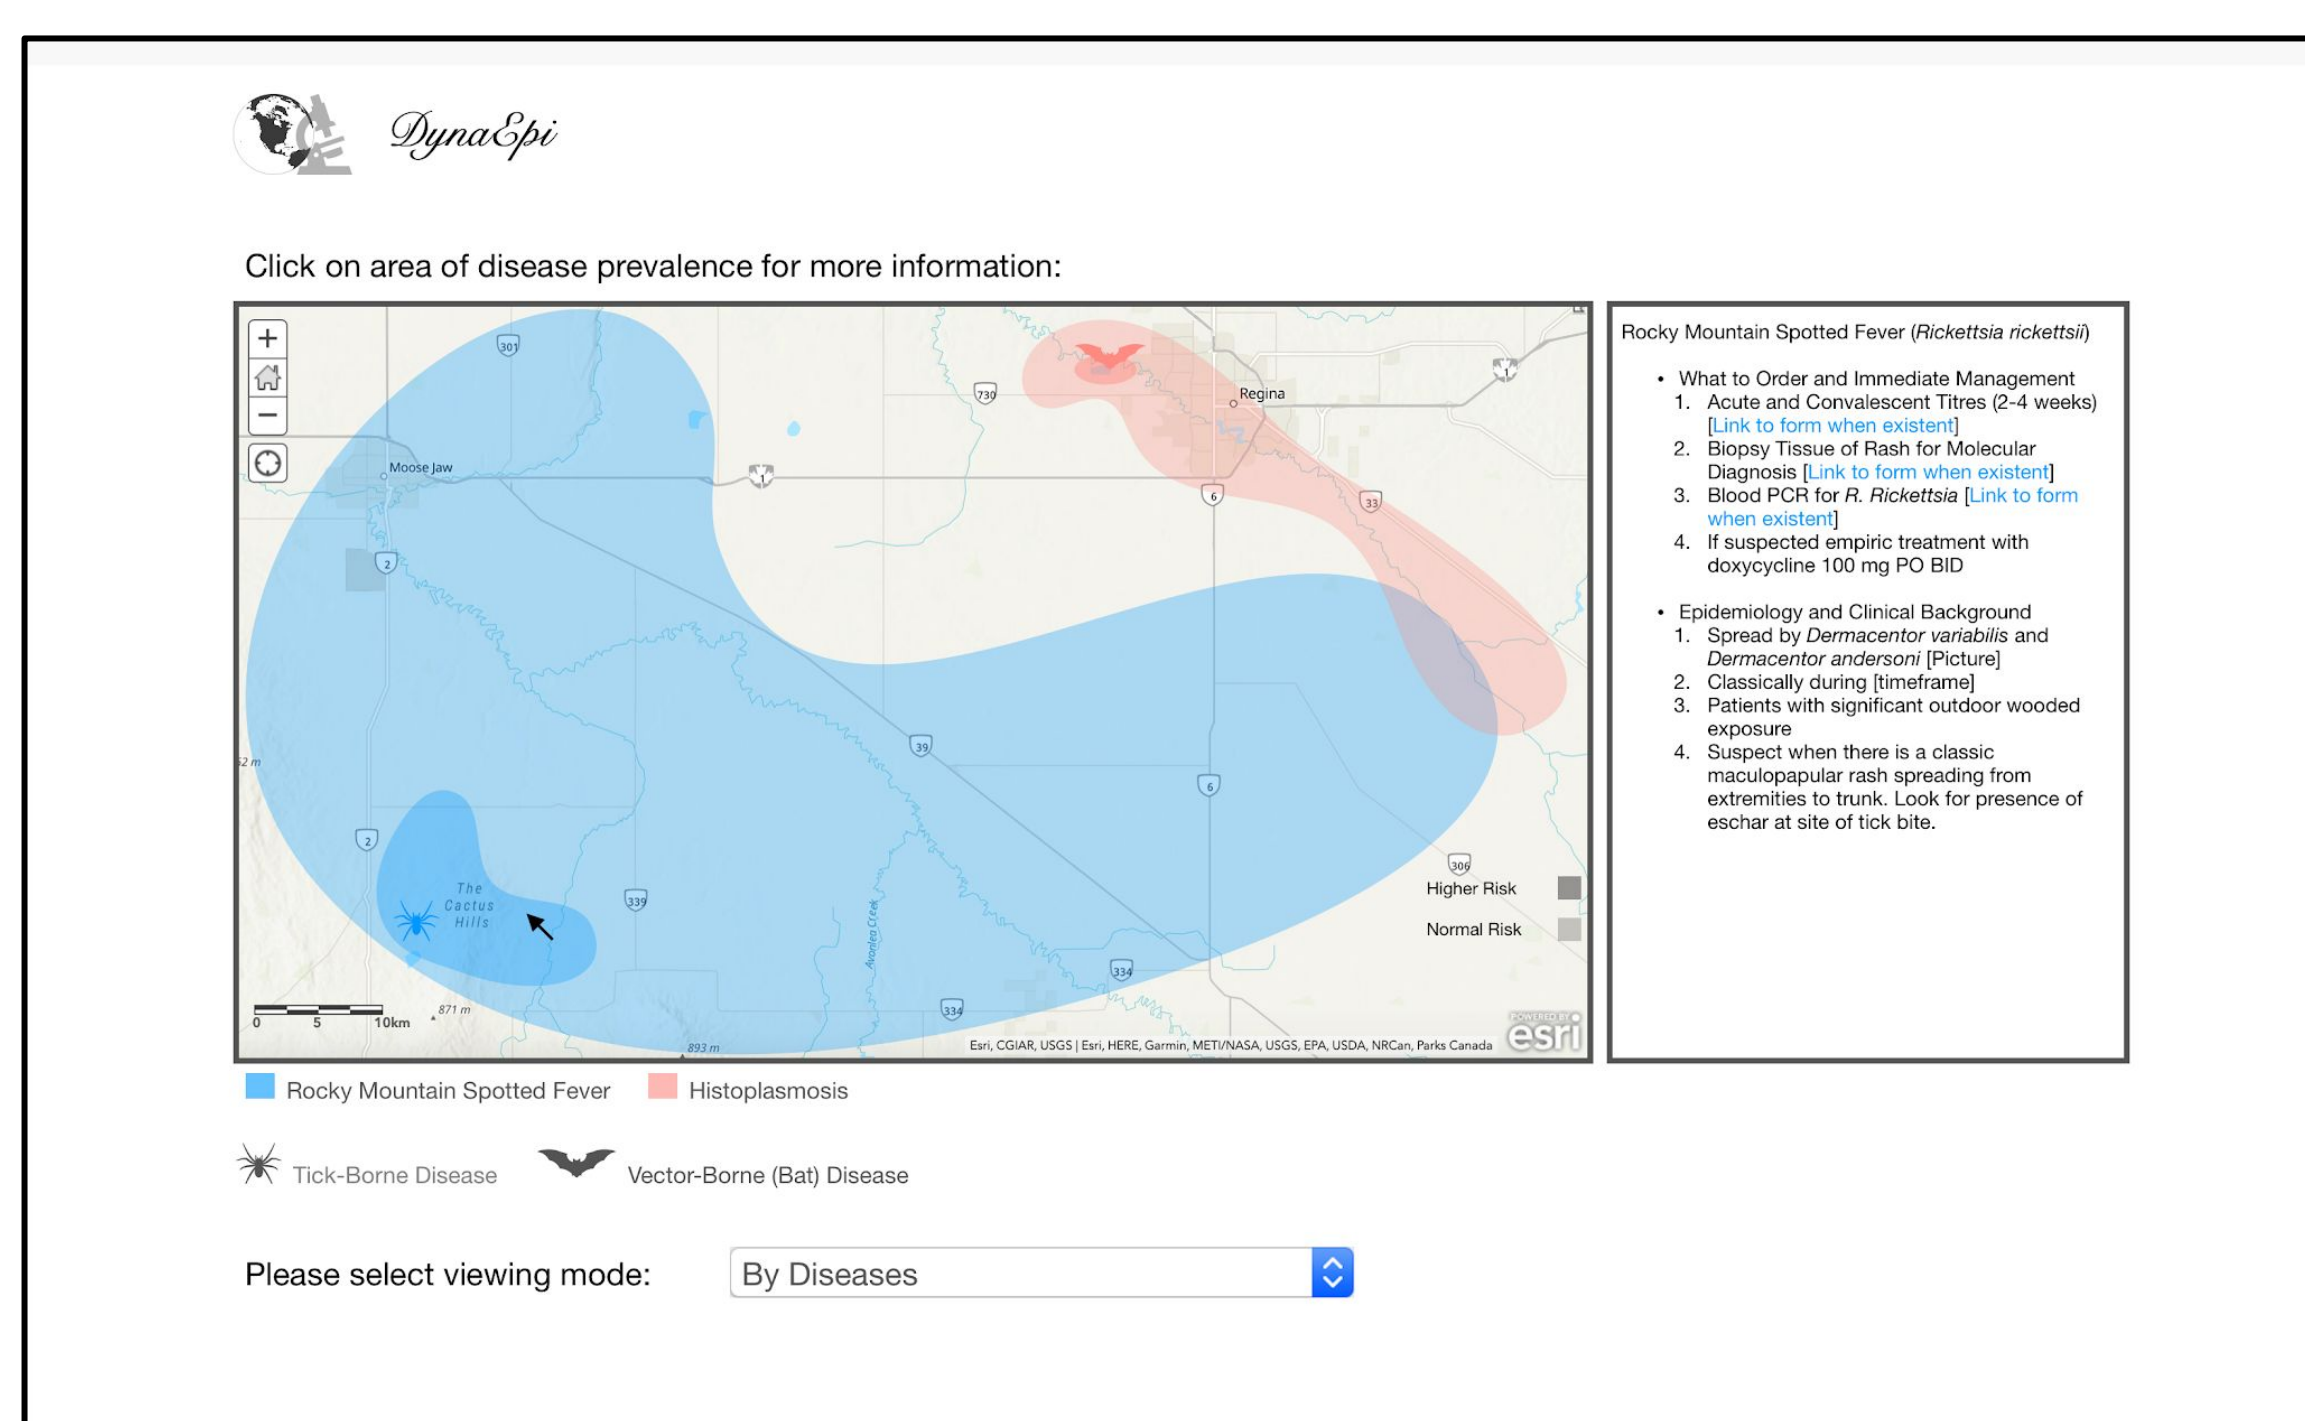 DynaEpi
Click on area of disease prevalence for more information:
+
−
301
730
Regina
1
Moose Jaw
1
6
33
2
39
52 m
6
2
306
The
Cactus
Hills
339
Higher Risk
Normal Risk
Avonlea Creek
334
334
871 m
893 m
0 5 10km
Esri, CGIAR, USGS | Esri, HERE, Garmin, METI/NASA, USGS, EPA, USDA, NRCan, Parks Canada
POWERED BY
esri
Rocky Mountain Spotted Fever (Rickettsia rickettsii)
• What to Order and Immediate Management
1. Acute and Convalescent Titres (2-4 weeks)
[Link to form when existent]
2. Biopsy Tissue of Rash for Molecular
Diagnosis [Link to form when existent]
3. Blood PCR for R. Rickettsia [Link to form
when existent]
4. If suspected empiric treatment with
doxycycline 100 mg PO BID
• Epidemiology and Clinical Background
1. Spread by Dermacentor variabilis and
Dermacentor andersoni [Picture]
2. Classically during [timeframe]
3. Patients with significant outdoor wooded
exposure
4. Suspect when there is a classic
maculopapular rash spreading from
extremities to trunk. Look for presence of
eschar at site of tick bite.
Rocky Mountain Spotted Fever Histoplasmosis
Tick-Borne Disease Vector-Borne (Bat) Disease
Please select viewing mode: By Diseases